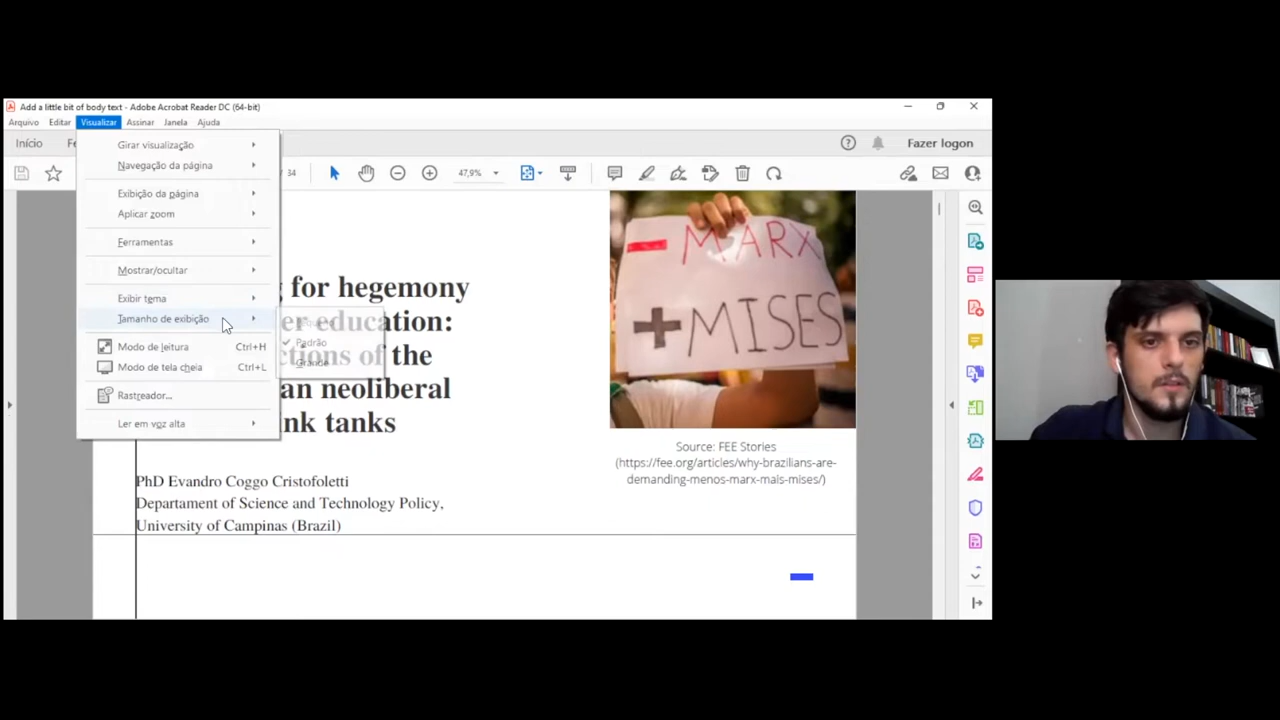 Add a little bit of body text - Adobe Acrobat Reader DC (64-bit)
Arquivo Editar Visualizar Assinar Janela Ajuda
Início Fe
Fazer logon
/ 34
47,9%
Girar visualização
Navegação da página
Exibição da página
Aplicar zoom
Ferramentas
Mostrar/ocultar
Exibir tema
Tamanho de exibição
Modo de leitura Ctrl+H
Modo de tela cheia Ctrl+L
Rastreador...
Ler em voz alta
Padrão
Grande
for hegemony
er education:
ctions of the
an neoliberal
nk tanks
PhD Evandro Coggo Cristofoletti
Departament of Science and Technology Policy,
University of Campinas (Brazil)
- MARX
+ MISES
Source: FEE Stories
(https://fee.org/articles/why-brazilians-are-
demanding-menos-marx-mais-mises/)